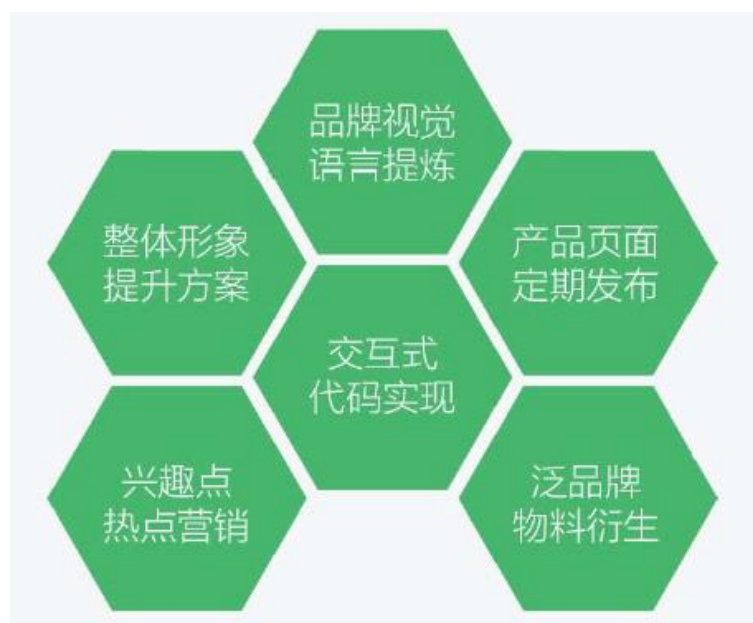 品牌视觉
语言提炼
整体形象
提升方案
产品页面
定期发布
交互式
代码实现
兴趣点
热点营销
泛品牌
物料衍生